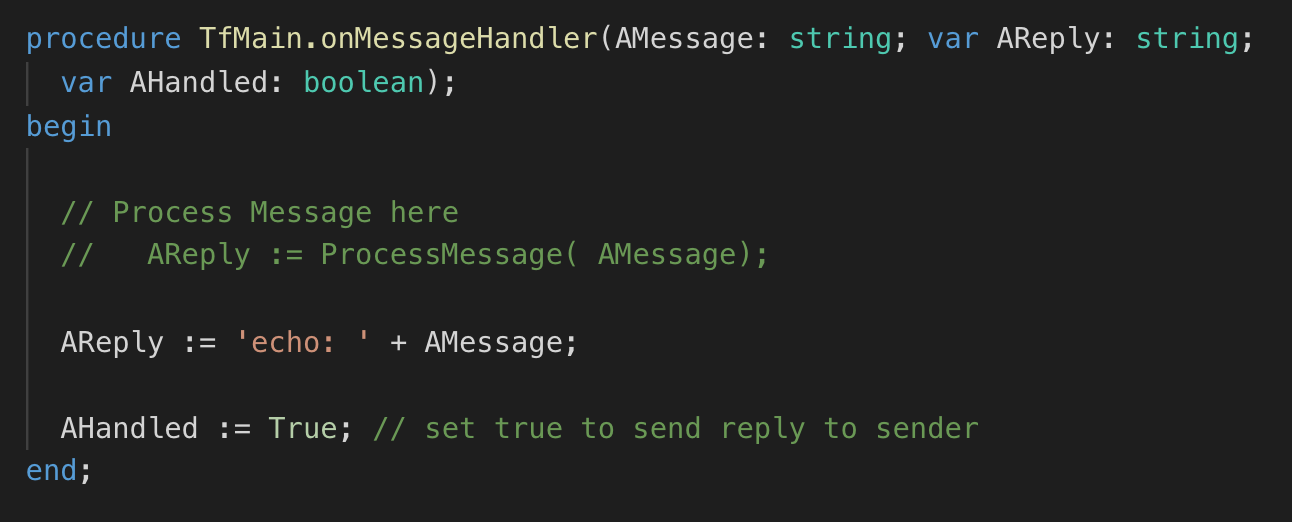 procedure TfMain.onMessageHandler(AMessage: string; var AReply: string;
  var AHandled: boolean);
begin

  // Process Message here
  //   AReply := ProcessMessage( AMessage);

  AReply := 'echo: ' + AMessage;

  AHandled := True; // set true to send reply to sender
end;